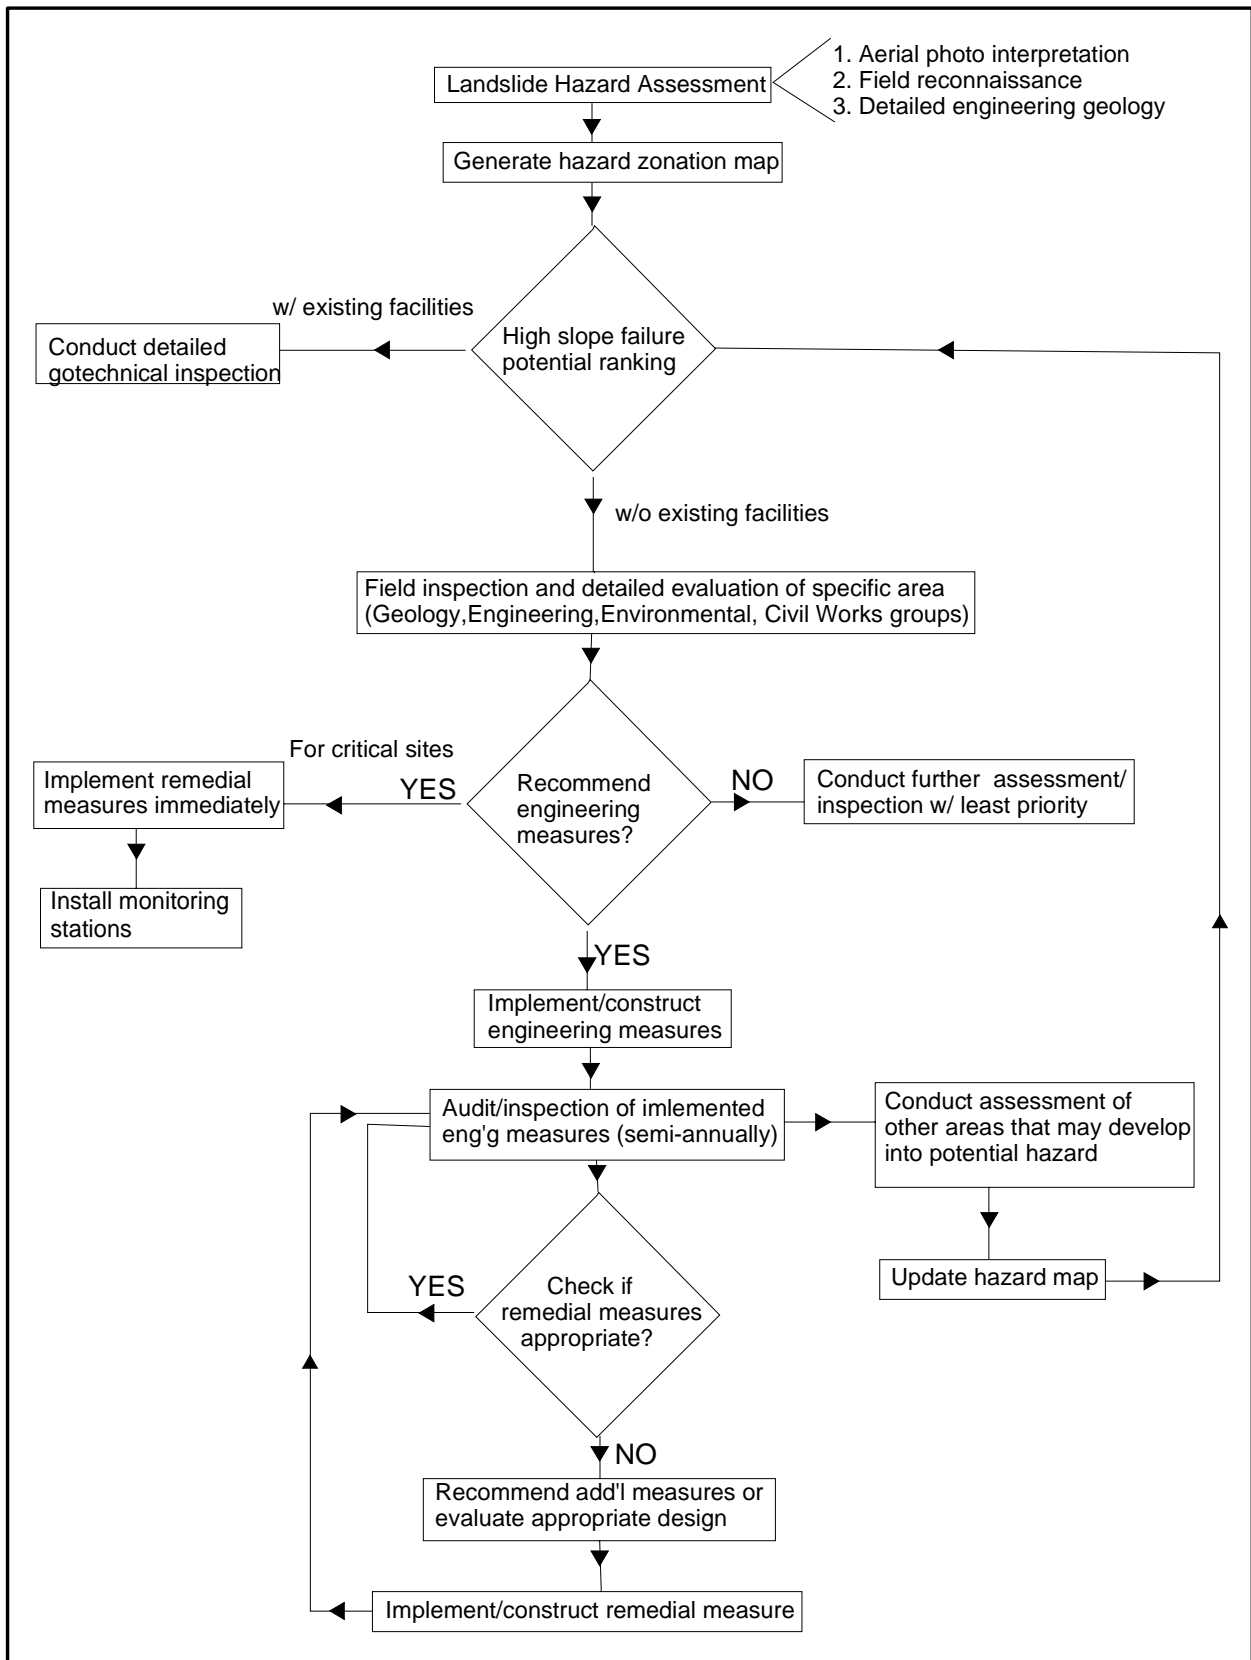 1. Aerial photo interpretation
2. Field reconnaissance
3. Detailed engineering geology
Landslide Hazard Assessment
Generate hazard zonation map
w/ existing facilities
High slope failure
potential ranking
Conduct detailed
gotechnical inspection
w/o existing facilities
Field inspection and detailed evaluation of specific area
(Geology,Engineering,Environmental, Civil Works groups)
For critical sites
YES
Implement remedial
measures immediately
Recommend
engineering
measures?
NO
Conduct further assessment/
inspection w/ least priority
Install monitoring
stations
YES
Implement/construct
engineering measures
Audit/inspection of imlemented
eng'g measures (semi-annually)
Conduct assessment of
other areas that may develop
into potential hazard
Update hazard map
YES
Check if
remedial measures
appropriate?
NO
Recommend add'l measures or
evaluate appropriate design
Implement/construct remedial measure